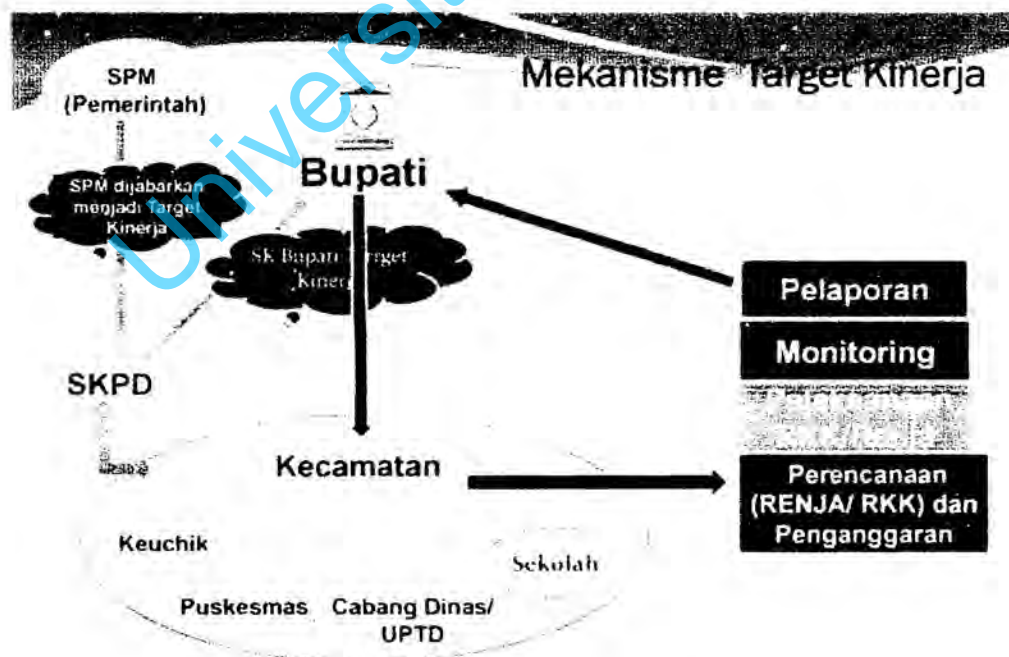 Mekanisme Target Kinerja
SPM
(Pemerintah)
SPM dijabarkan
menjadi Target
Kinerja
Bupati
SK Bupati Target
Kinerja
SKPD
Kecamatan
Keuchik
Sekolah
Puskesmas
Cabang Dinas/
UPTD
Pelaporan
Monitoring
Perencanaan
(RENJA/ RKK) dan
Penganggaran